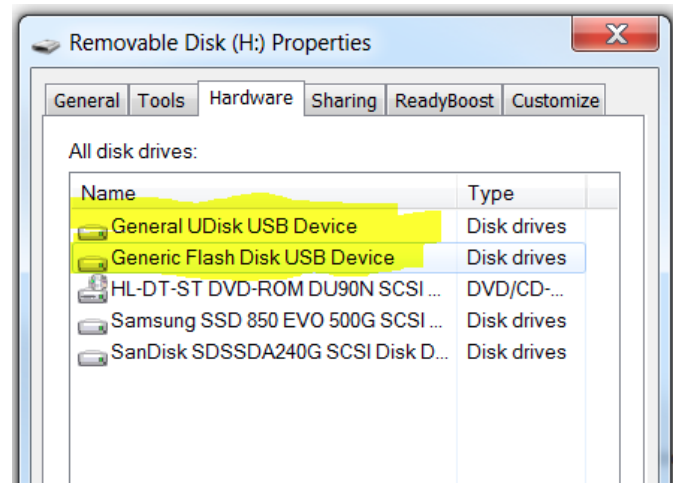 Removable Disk (H:) Properties
X
General Tools Hardware Sharing ReadyBoost Customize
All disk drives:
Name Type
General UDisk USB Device Disk drives
Generic Flash Disk USB Device Disk drives
HL-DT-ST DVD-ROM DU90N SCSI ... DVD/CD-...
Samsung SSD 850 EVO 500G SCSI ... Disk drives
SanDisk SDSSDA240G SCSI Disk D... Disk drives